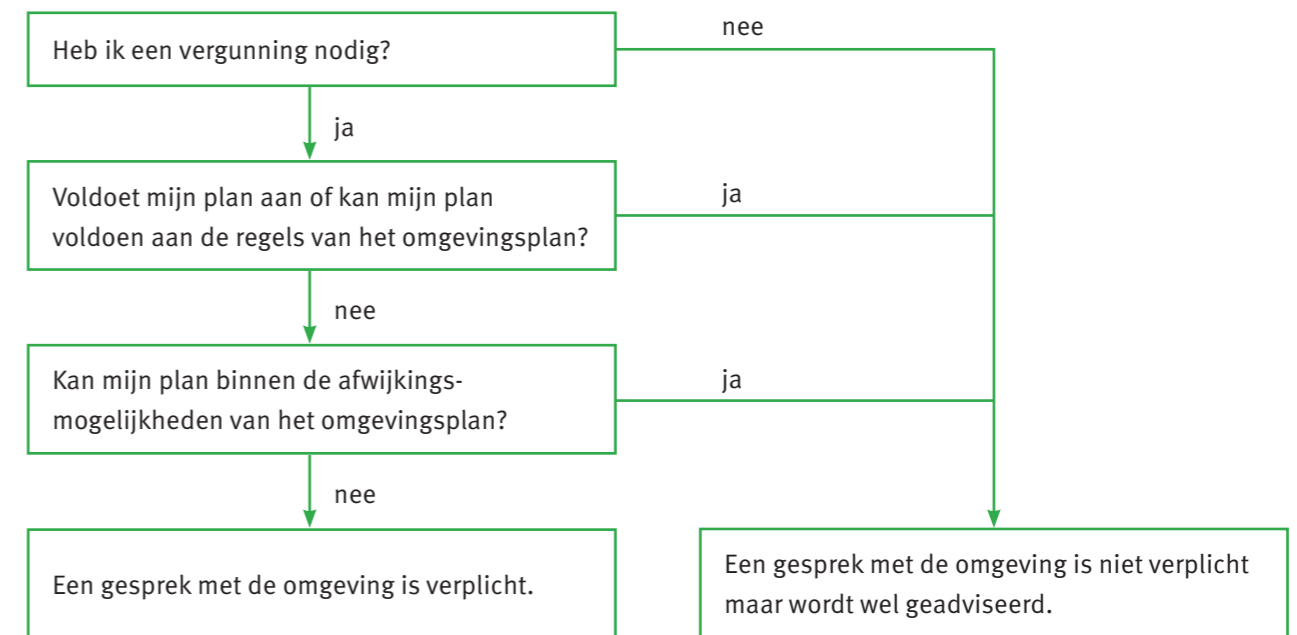 Heb ik een vergunning nodig?
nee
ja
Voldoet mijn plan aan of kan mijn plan
voldoen aan de regels van het omgevingsplan?
ja
nee
Kan mijn plan binnen de afwijkings-
mogelijkheden van het omgevingsplan?
ja
nee
Een gesprek met de omgeving is verplicht.
Een gesprek met de omgeving is niet verplicht
maar wordt wel geadviseerd.